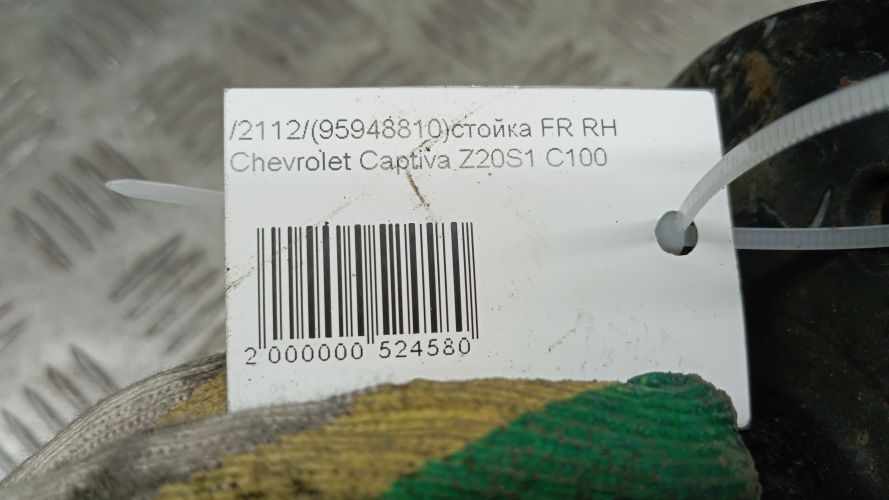 /2112/(95948810)стойка FR RH
Chevrolet Captiva Z20S1 C100
2 000000 524580